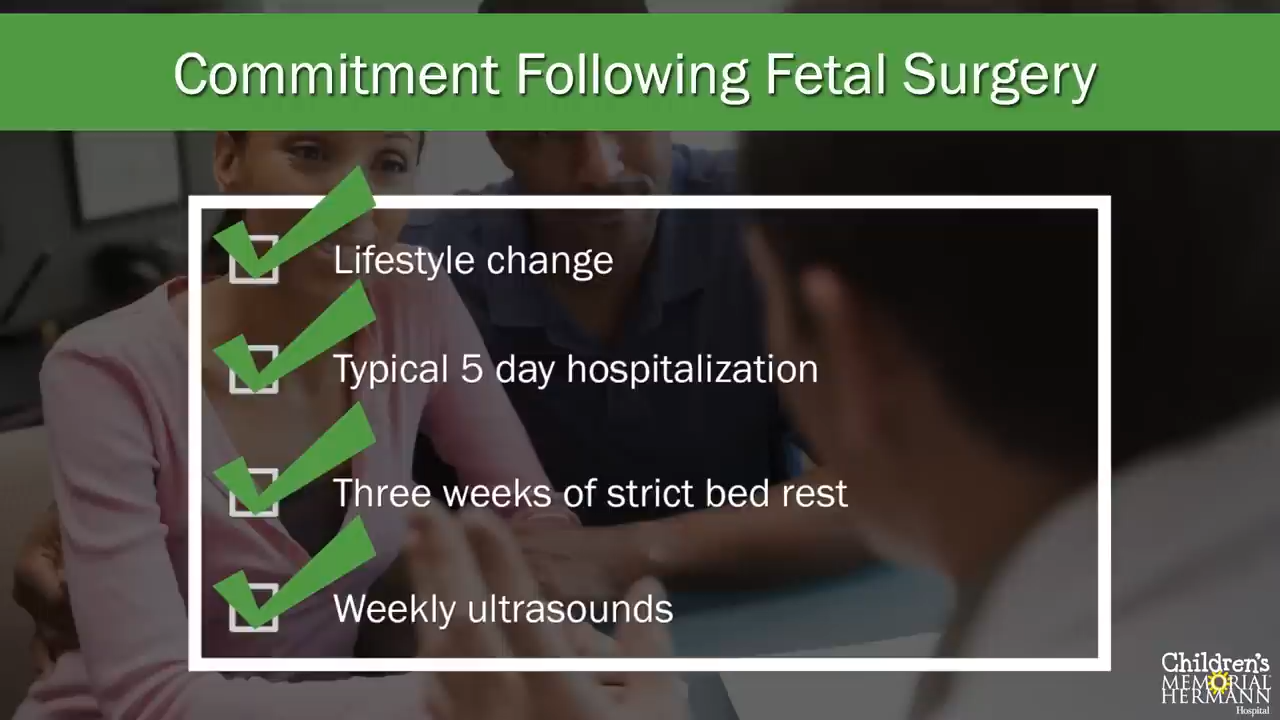 Commitment Following Fetal Surgery
Lifestyle change
Typical 5 day hospitalization
Three weeks of strict bed rest
Weekly ultrasounds
Children's
MEMORIAL
HERMANN
Hospital